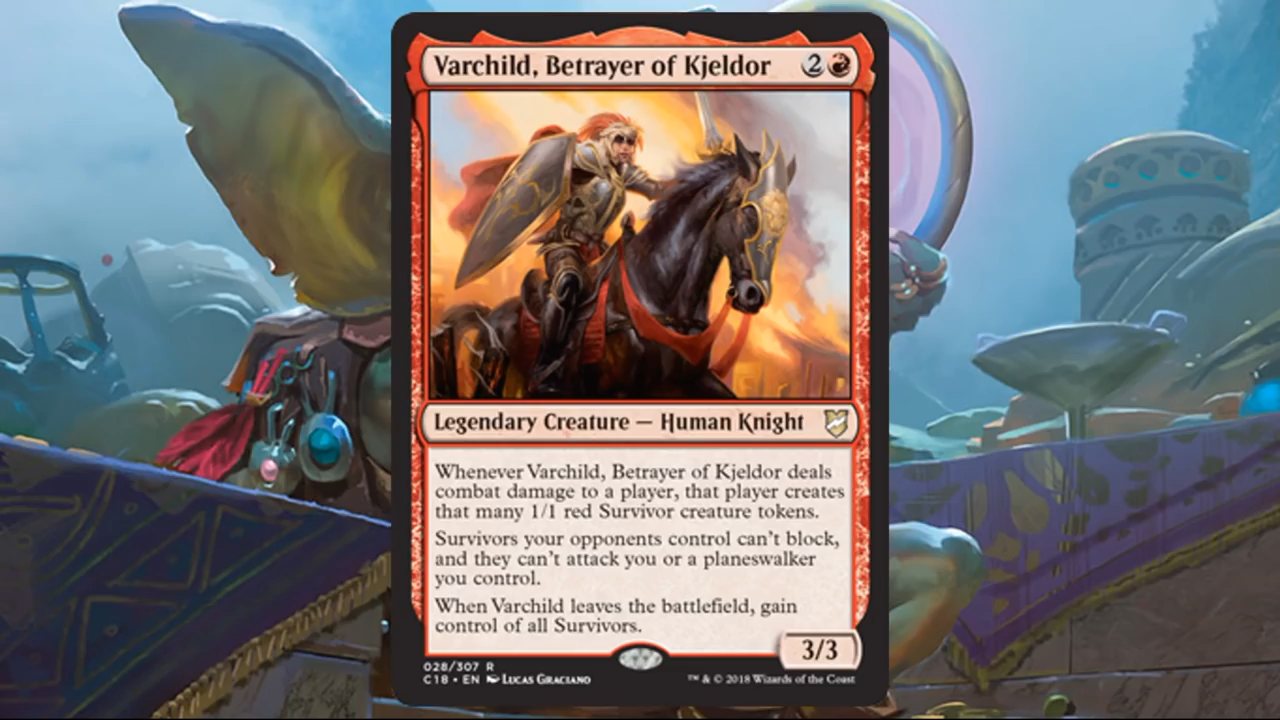 Varchild, Betrayer of Kjeldor 2
Legendary Creature — Human Knight
Whenever Varchild, Betrayer of Kjeldor deals
combat damage to a player, that player creates
that many 1/1 red Survivor creature tokens.
Survivors your opponents control can't block,
and they can't attack you or a planeswalker
you control.
When Varchild leaves the battlefield, gain
control of all Survivors.
3/3
028/307 R
C18 • EN Lucas Graciano
™ & © 2018 Wizards of the Coast